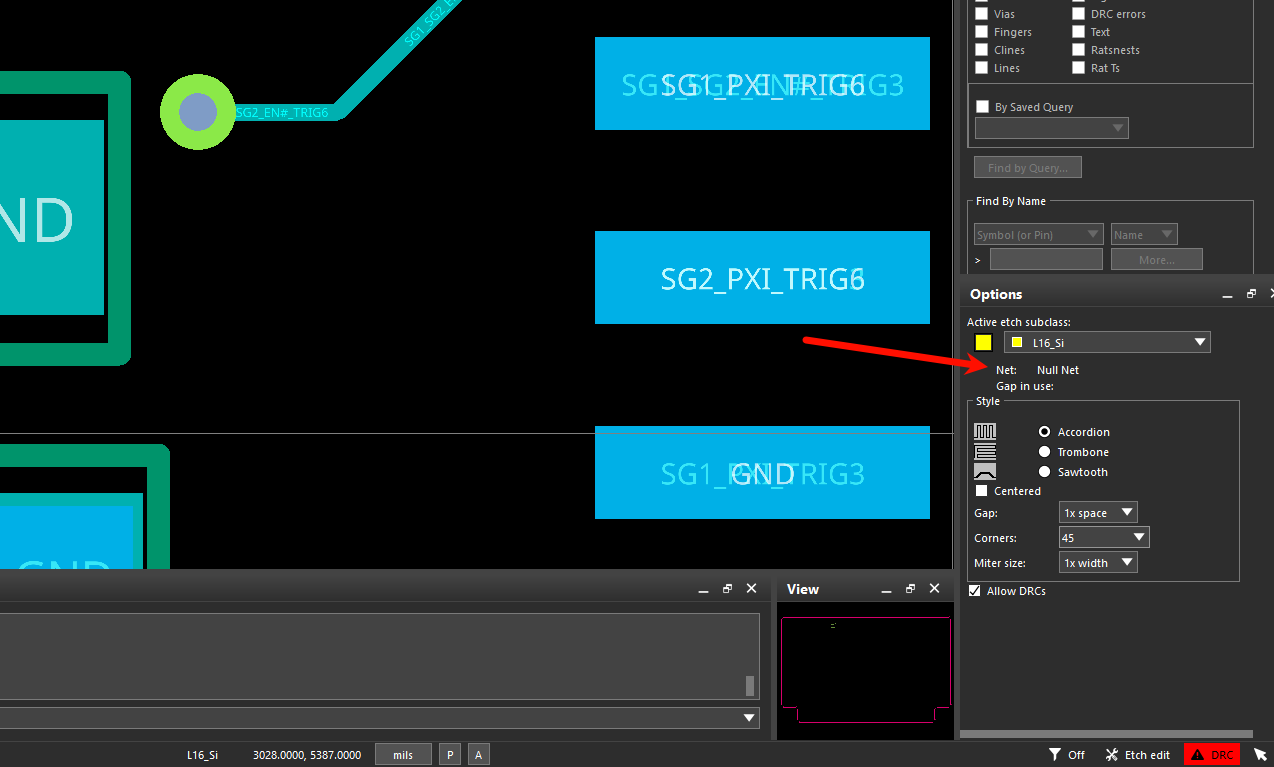 SG1_SG2_E
SG2_EN#_TRIG6
ND
GND
SG1_PXI_TRIG6
SG1_SG2_EN#_TRIG3
SG2_PXI_TRIG6
SG1_PXI_TRIG3
GND
Vias
DRC errors
Fingers
Text
Clines
Ratsnests
Lines
Rat Ts
By Saved Query
Find by Query...
Find By Name
Symbol (or Pin)
Name
>
More...
Options
Active etch subclass:
L16_Si
Net: Null Net
Gap in use:
Style
Accordion
Trombone
Sawtooth
Centered
Gap: 1x space
Corners: 45
Miter size: 1x width
Allow DRCs
View
L16_Si
3028.0000, 5387.0000
mils
P
A
Off
Etch edit
DRC